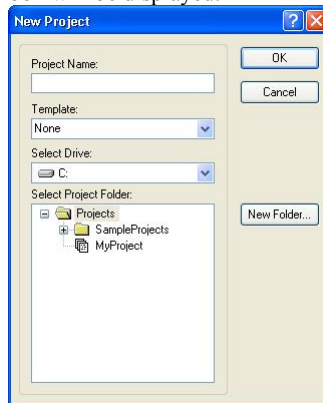 New Project
Project Name:
OK
Cancel
Template:
None
Select Drive:
C:
Select Project Folder:
Projects
New Folder...
SampleProjects
MyProject